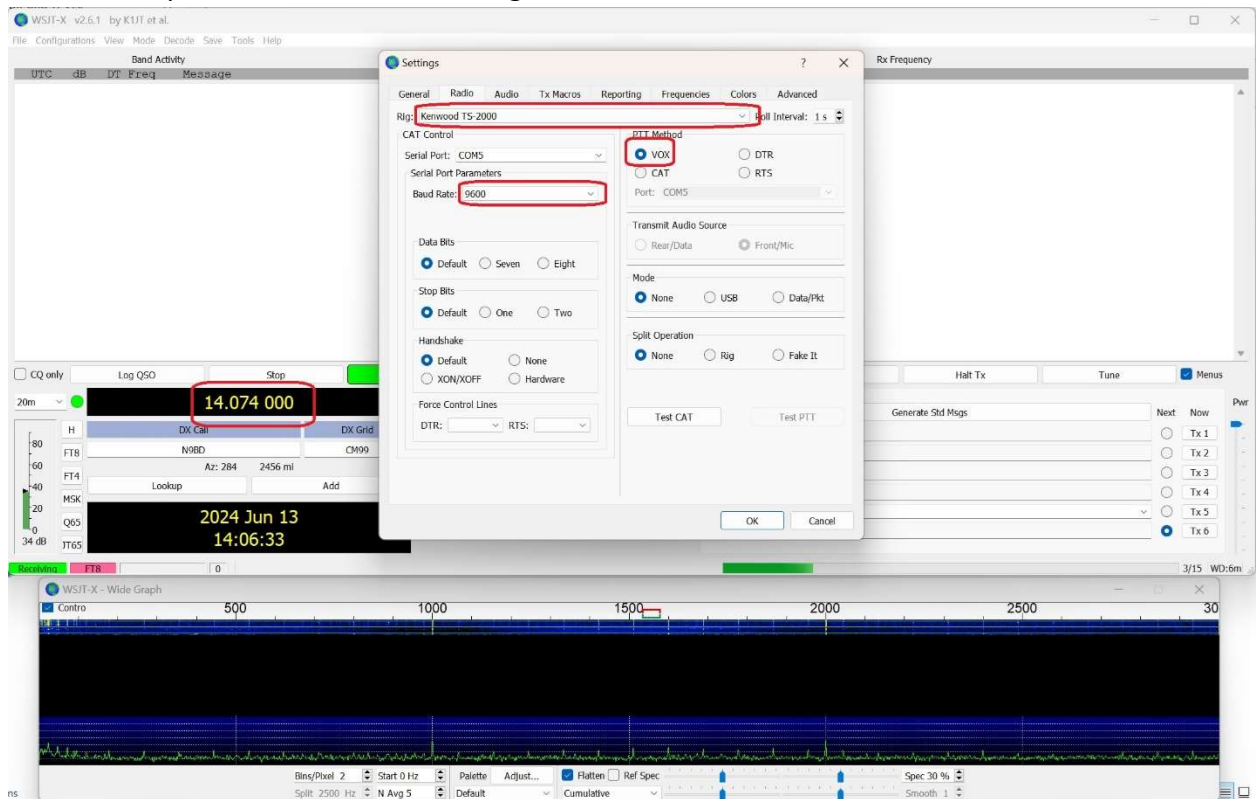 WSJT-X v2.6.1 by K1JT et al.
File Configurations View Mode Decode Save Tools Help
Band Activity
Rx Frequency
UTC dB DT Freq Message
Settings
General Radio Audio Tx Macros Reporting Frequencies Colors Advanced
Rig: Kenwood TS-2000
Poll Interval: 1 s
CAT Control
Serial Port: COM5
Serial Port Parameters
Baud Rate: 9600
Data Bits
Default Seven Eight
Stop Bits
Default One Two
Handshake
Default None
XON/XOFF Hardware
Force Control Lines
DTR: RTS:
PTT Method
VOX DTR
CAT RTS
Port: COM5
Transmit Audio Source
Rear/Data Front/Mic
Mode
None USB Data/Pkt
Split Operation
None Rig Fake It
Test CAT Test PTT
OK Cancel
CQ only Log QSO Stop
Halt Tx Tune Menus
20m 14.074 000
DX Call DX Grid
N9BD CM99
Az: 284 2456 mi
Lookup Add
2024 Jun 13
14:06:33
H
FT8
FT4
MSK
Q65
JT65
80
60
40
20
0
34 dB
Generate Std Msgs Next Now Pwr
Tx 1
Tx 2
Tx 3
Tx 4
Tx 5
Tx 6
Receiving FT8 0
3/15 WD:6m
WSJT-X - Wide Graph
Contro 500 1000 1500 2000 2500 30
Bins/Pixel 2 Start 0 Hz Palette Adjust... Flatten Ref Spec Spec 30 %
Split 2500 Hz N Avg 5 Default Cumulative Smooth 1
ns